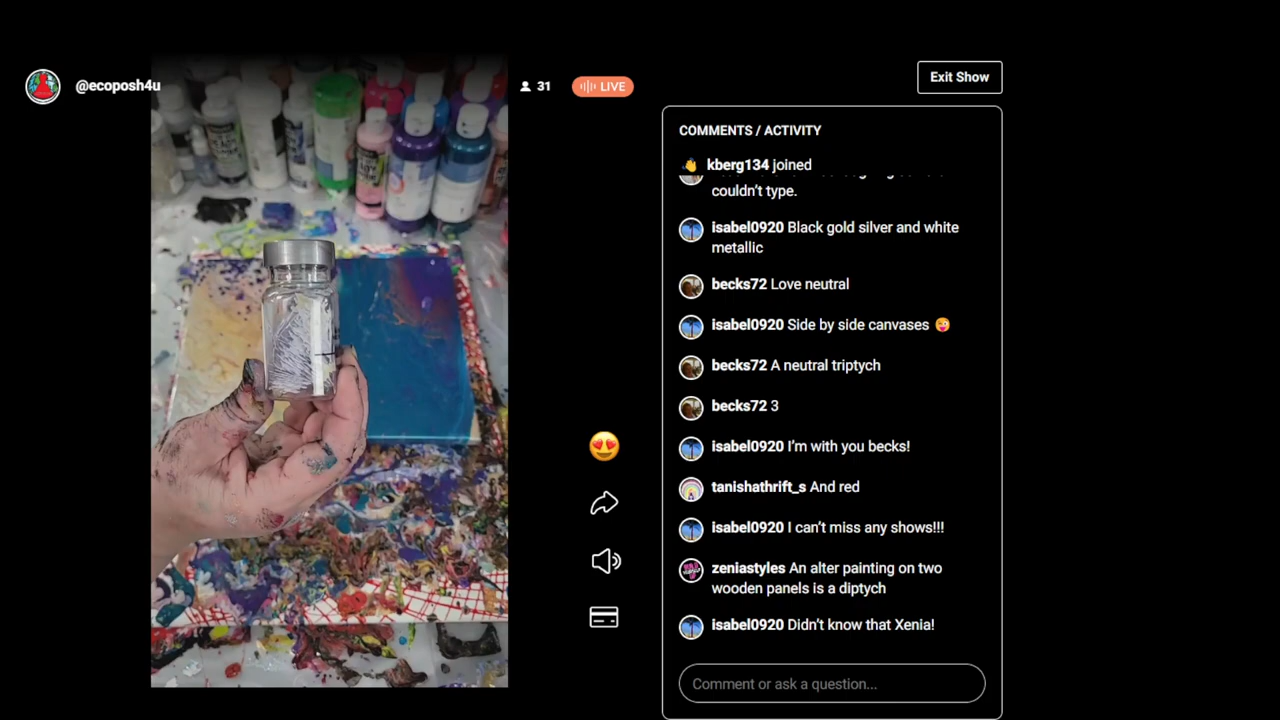 @ecoposh4u
31
LIVE
Exit Show
COMMENTS / ACTIVITY
👋 kberg134 joined
couldn't type.
isabel0920 Black gold silver and white
metallic
becks72 Love neutral
isabel0920 Side by side canvases 😜
becks72 A neutral triptych
becks72 3
isabel0920 I'm with you becks!
tanishathrift_s And red
isabel0920 I can't miss any shows!!!
zeniastyles An alter painting on two
wooden panels is a diptych
isabel0920 Didn't know that Xenia!
Comment or ask a question...